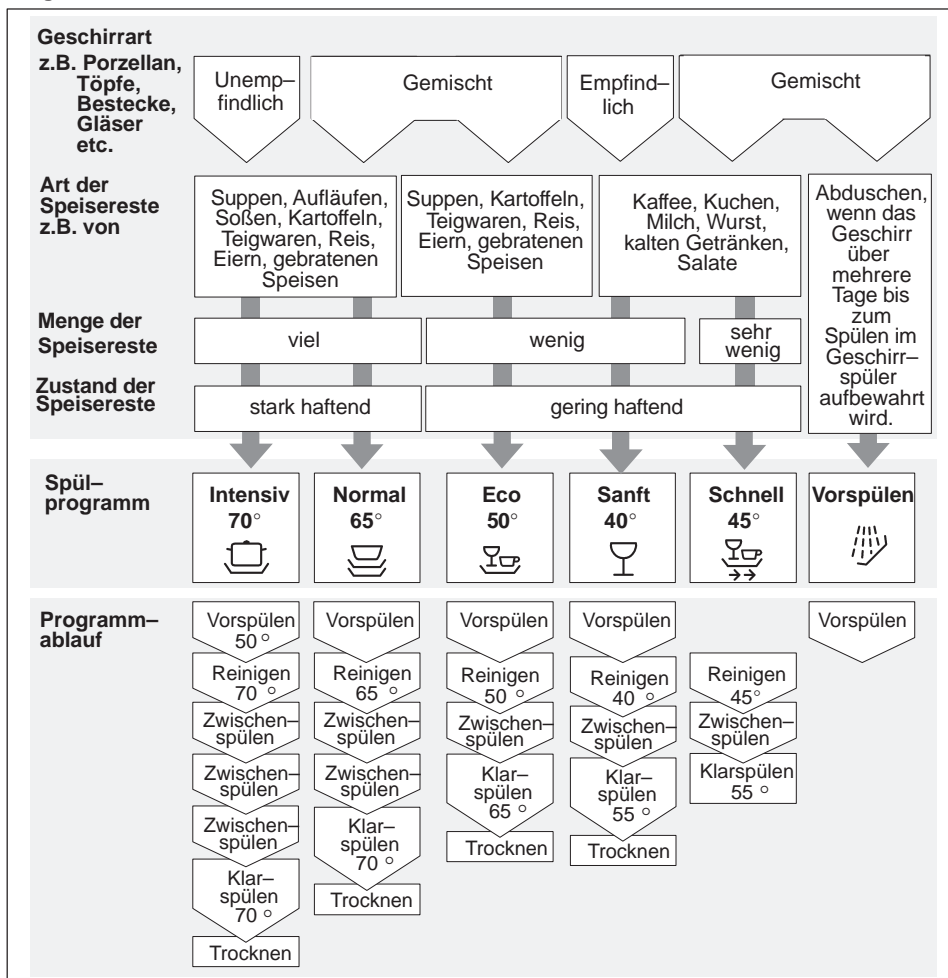 Geschirrart
z.B. Porzellan,
Töpfe,
Bestecke,
Gläser
etc.
Unemp–
findlich
Gemischt
Empfind–
lich
Gemischt
Art der
Speisereste
z.B. von
Suppen, Aufläufen,
Soßen, Kartoffeln,
Teigwaren, Reis,
Eiern, gebratenen
Speisen
Suppen, Kartoffeln,
Teigwaren, Reis,
Eiern, gebratenen
Speisen
Kaffee, Kuchen,
Milch, Wurst,
kalten Getränken,
Salate
Abduschen,
wenn das
Geschirr
über
mehrere
Tage bis
zum
Spülen im
Geschirr–
spüler
aufbewahrt
wird.
Menge der
Speisereste
viel
wenig
sehr
wenig
Zustand der
Speisereste
stark haftend
gering haftend
Spül–
programm
Intensiv
70°
Normal
65°
Eco
50°
Sanft
40°
Schnell
45°
Vorspülen
Programm–
ablauf
Vorspülen
50 °
Reinigen
70 °
Zwischen–
spülen
Zwischen–
spülen
Zwischen–
spülen
Klar–
spülen
70 °
Trocknen
Vorspülen
Reinigen
65 °
Zwischen–
spülen
Zwischen–
spülen
Klar–
spülen
70 °
Trocknen
Vorspülen
Reinigen
50 °
Zwischen–
spülen
Klar–
spülen
65 °
Trocknen
Vorspülen
Reinigen
40 °
Zwischen–
spülen
Klar–
spülen
55 °
Trocknen
Reinigen
45°
Zwischen–
spülen
Klarspülen
55 °
Vorspülen